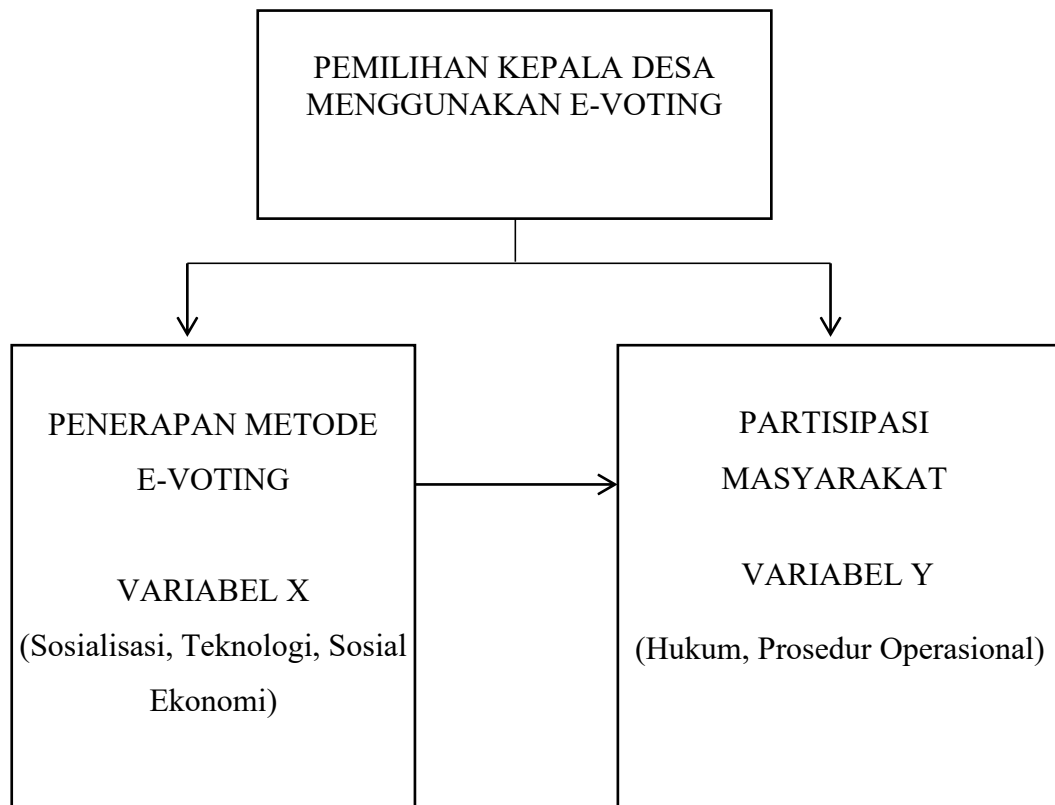 PEMILIHAN KEPALA DESA
MENGGUNAKAN E-VOTING
PENERAPAN METODE
E-VOTING
VARIABEL X
(Sosialisasi, Teknologi, Sosial
Ekonomi)
PARTISIPASI
MASYARAKAT
VARIABEL Y
(Hukum, Prosedur Operasional)